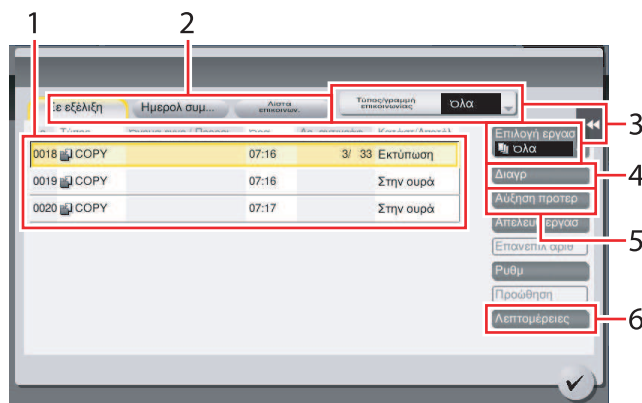 1
2
Σε εξέλιξη
Ημερολ συμ...
Λίστα
επικοινων.
Τύπος/γραμμή
επικοινωνίας
Όλα
3
Επιλογή εργασ
Όλα
0018 COPY 07:16 3/ 33 Εκτύπωση
0019 COPY 07:16 Στην ουρά
0020 COPY 07:17 Στην ουρά
Διαγρ
4
Αύξηση προτερ
5
Απελευθ εργασ
Επανεπιλ αριθ
Ρυθμ
Προώθηση
Λεπτομέρειες
6